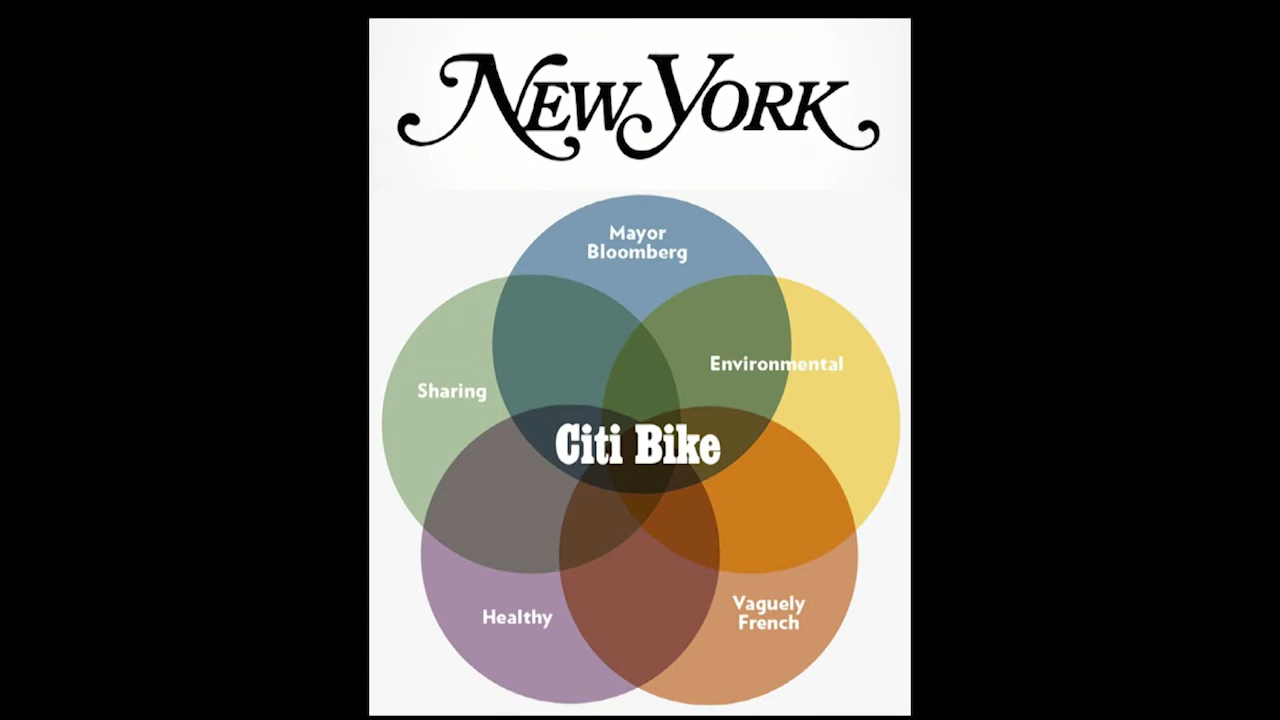 New York
Mayor
Bloomberg
Environmental
Sharing
Citi Bike
Healthy
Vaguely
French